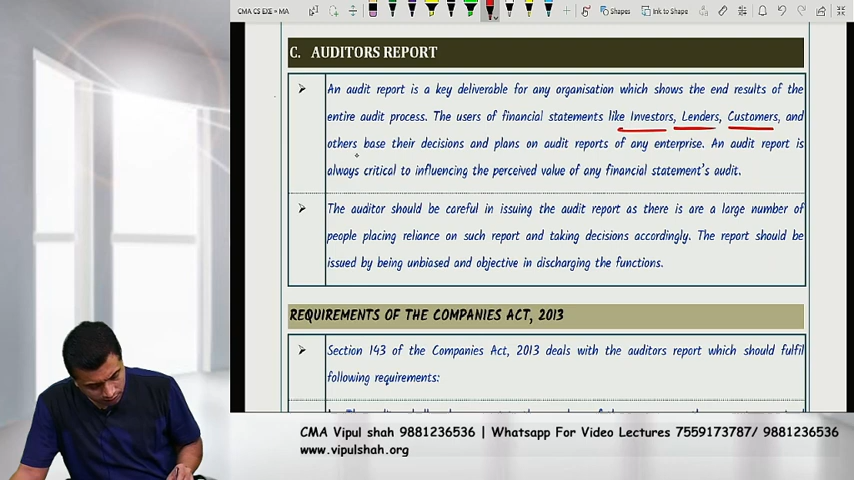 CMA CS EXE = MA
Shapes
Ink to Shape
C. AUDITORS REPORT
An audit report is a key deliverable for any organisation which shows the end results of the
entire audit process. The users of financial statements like Investors, Lenders, Customers, and
others base their decisions and plans on audit reports of any enterprise. An audit report is
always critical to influencing the perceived value of any financial statement's audit.
The auditor should be careful in issuing the audit report as there is are a large number of
people placing reliance on such report and taking decisions accordingly. The report should be
issued by being unbiased and objective in discharging the functions.
REQUIREMENTS OF THE COMPANIES ACT, 2013
Section 143 of the Companies Act, 2013 deals with the auditors report which should fulfil
following requirements:
CMA Vipul shah 9881236536 | Whatsapp For Video Lectures 7559173787/ 9881236536
www.vipulshah.org